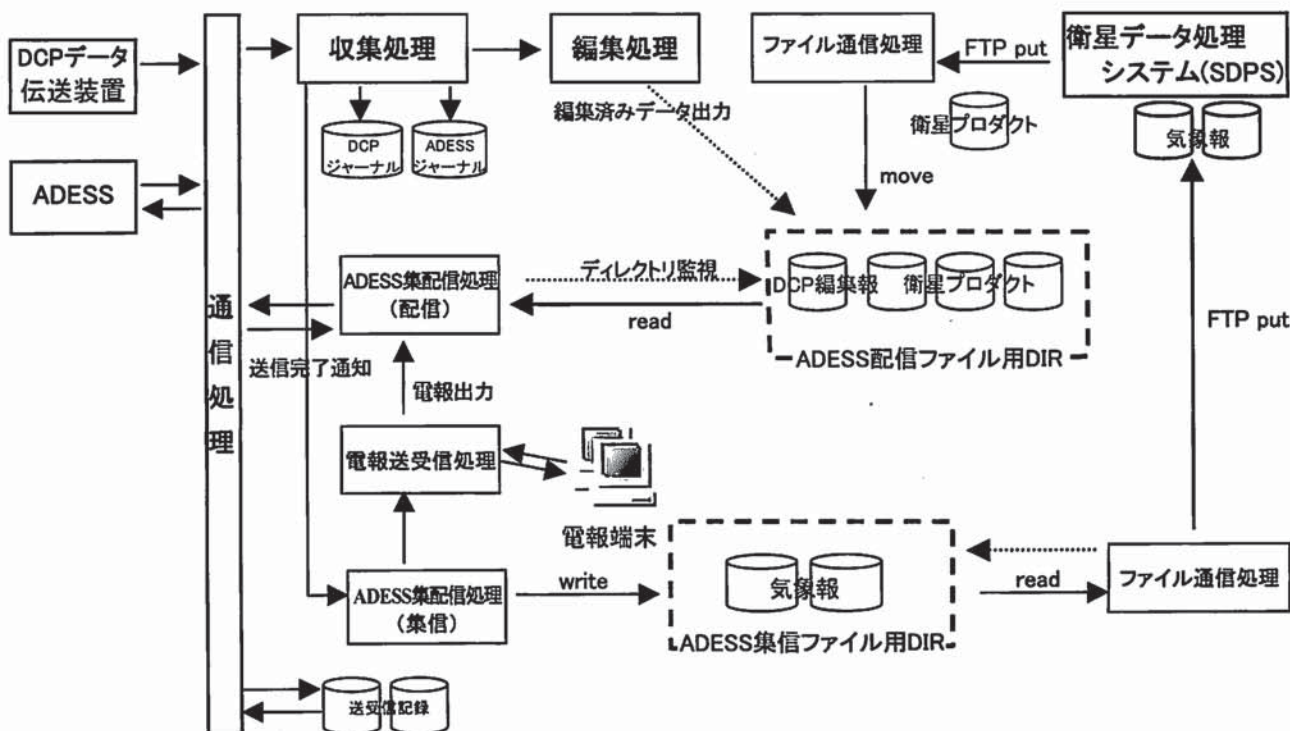 DCPデータ
伝送装置
ADESS
通信処理
収集処理
編集処理
ファイル通信処理
FTP put
衛星データ処理
システム(SDPS)
DCP
ジャーナル
ADESS
ジャーナル
編集済みデータ出力
衛星プロダクト
気象報
move
ADESS集配信処理
(配信)
ディレクトリ監視
read
DCP編集報
衛星プロダクト
ADESS配信ファイル用DIR
FTP put
送信完了通知
電報出力
電報送受信処理
電報端末
ADESS集配信処理
(集信)
write
気象報
ADESS集信ファイル用DIR
read
ファイル通信処理
送受信記録